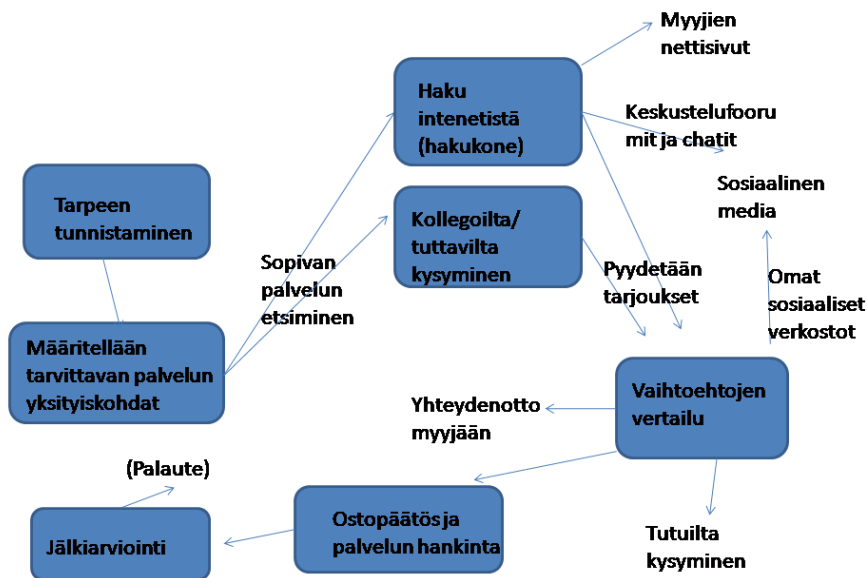 Myyjien
nettisivut
Haku
intenetistä
(hakukone)
Keskustelufooru
mit ja chatit
Tarpeen
tunnistaminen
Kollegoilta/
tuttavilta
kysyminen
Sosiaalinen
media
Sopivan
palvelun
etsiminen
Pyydetään
tarjoukset
Omat
sosiaaliset
verkostot
Määritellään
tarvittavan palvelun
yksityiskohdat
Vaihtoehtojen
vertailu
Yhteydenotto
myyjään
(Palaute)
Jälkiarviointi
Ostopäätös ja
palvelun hankinta
Tutuilta
kysyminen